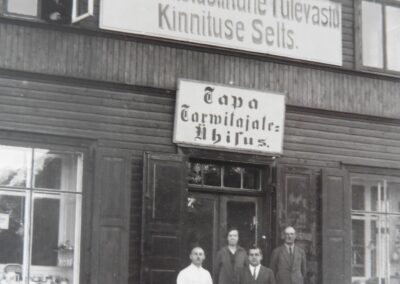 Tulevastu
Kinnituse Selts.
Tapa
Tarwitajate=
Ühisus.